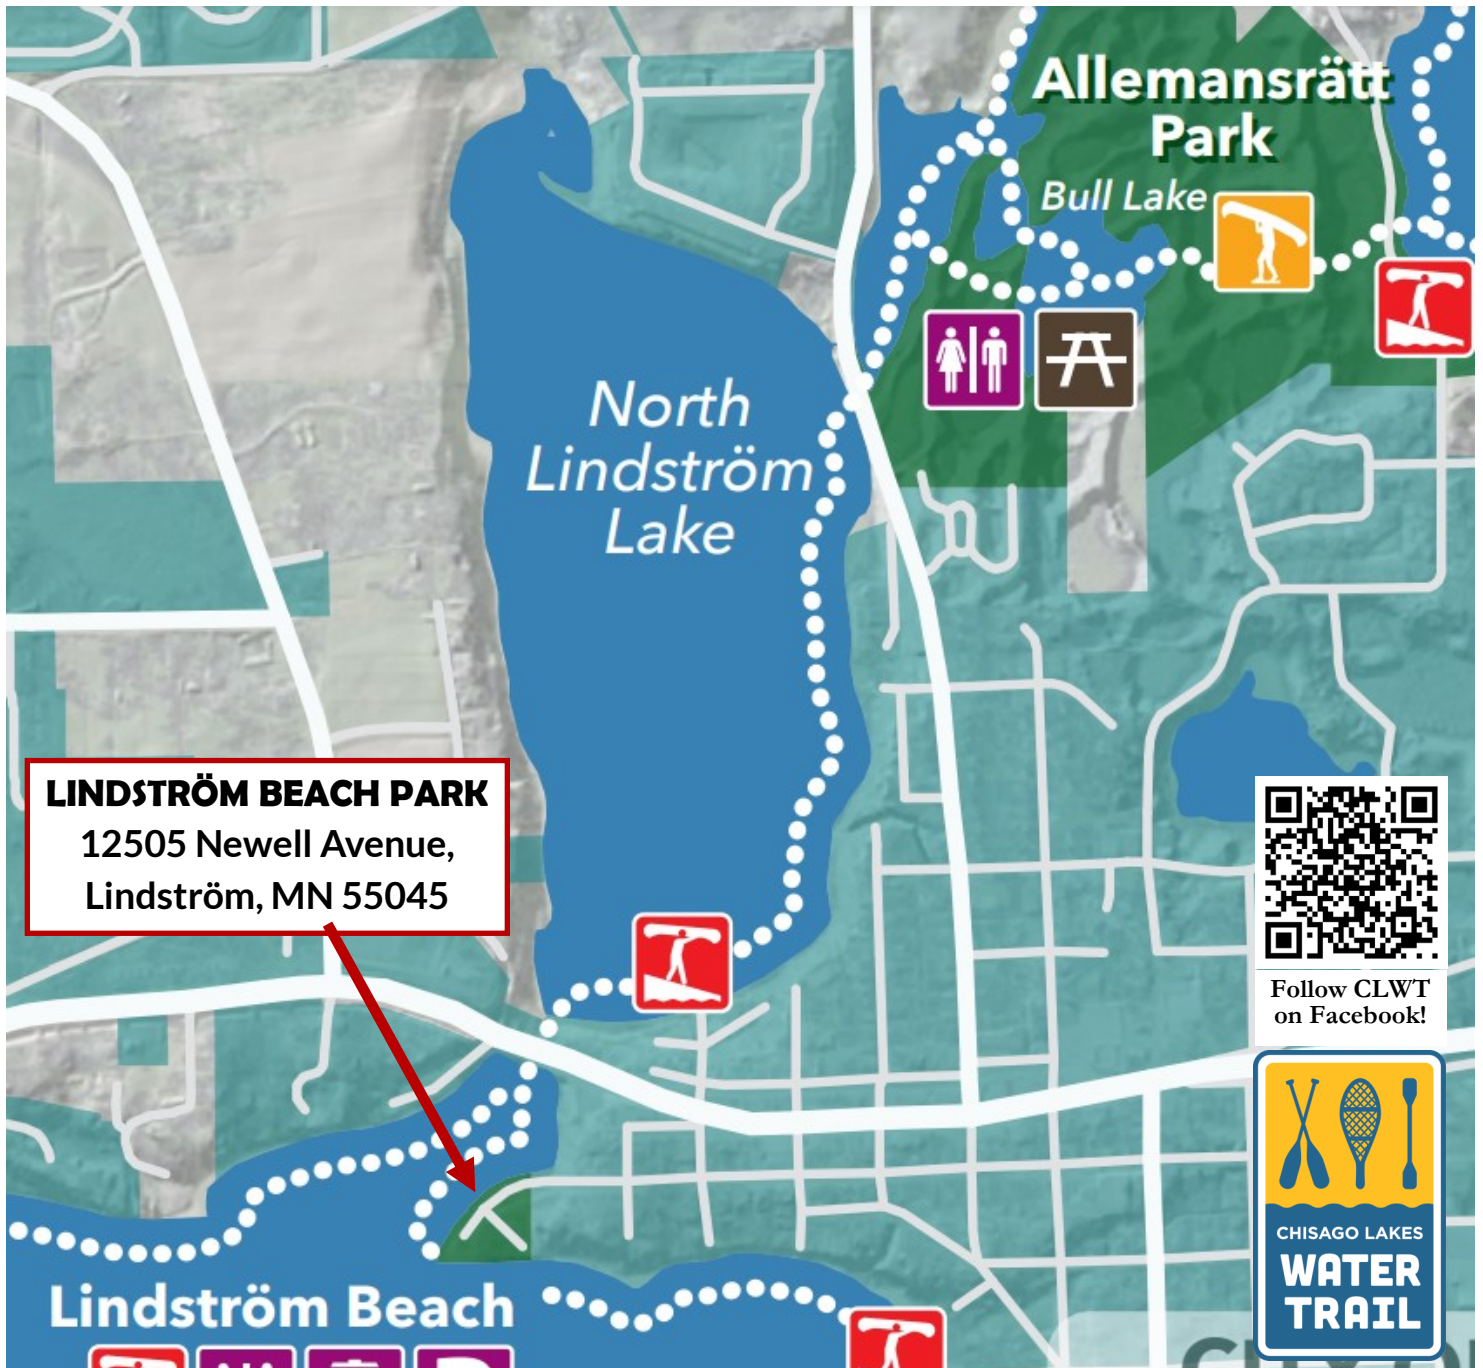 Allemansrätt
Park
Bull Lake
North
Lindström
Lake
LINDSTRÖM BEACH PARK
12505 Newell Avenue,
Lindström, MN 55045
Follow CLWT
on Facebook!
CHISAGO LAKES
WATER
TRAIL
Lindström Beach